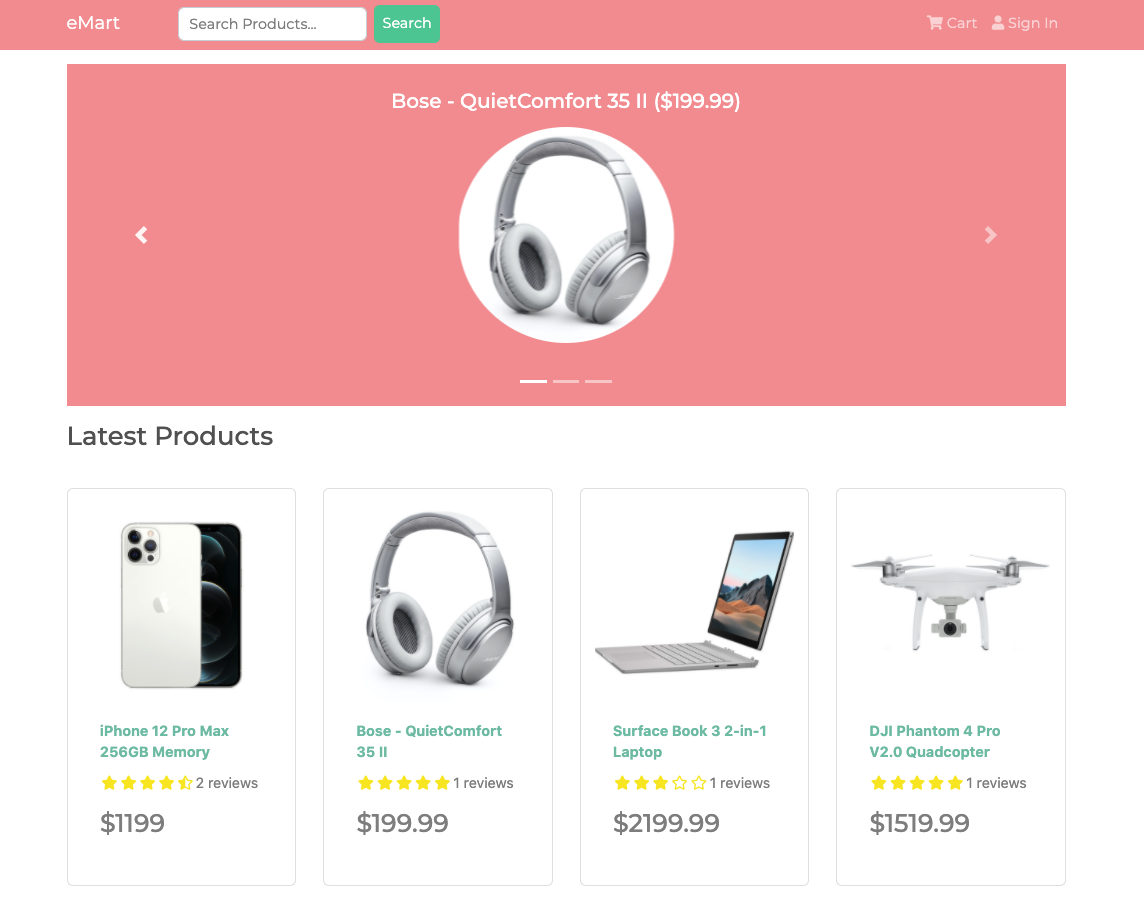 eMart
Search Products...
Search
Cart
Sign In
Bose - QuietComfort 35 II ($199.99)
Latest Products
iPhone 12 Pro Max
256GB Memory
2 reviews
$1199
Bose - QuietComfort
35 II
1 reviews
$199.99
Surface Book 3 2-in-1
Laptop
1 reviews
$2199.99
DJI Phantom 4 Pro
V2.0 Quadcopter
1 reviews
$1519.99